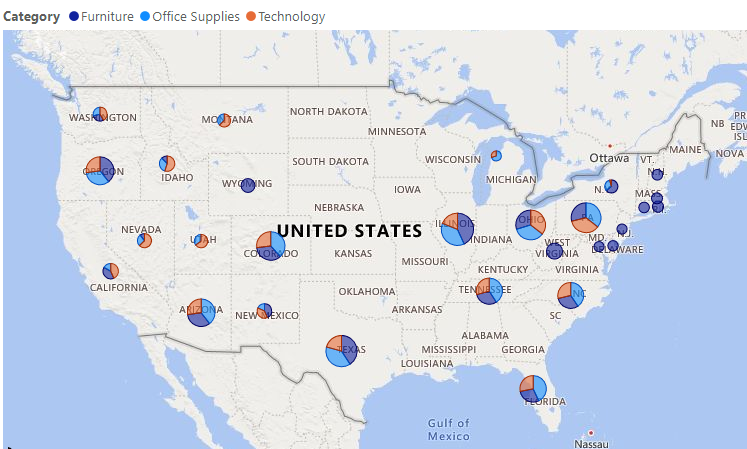 Category Furniture Office Supplies Technology
WASHINGTON
MONTANA
NORTH DAKOTA
MINNESOTA
NB
PR
EDW
ISL
MAINE
NOVA
Ottawa
VT.
N.H.
OREGON
IDAHO
SOUTH DAKOTA
WISCONSIN
MICHIGAN
WYOMING
IOWA
MASS.
NEBRASKA
NEVADA
UTAH
UNITED STATES
ILLINOIS
INDIANA
OHIO
PA
N.J.
MD.
DELAWARE
COLORADO
KANSAS
MISSOURI
WEST
VIRGINIA
KENTUCKY
VIRGINIA
CALIFORNIA
OKLAHOMA
TENNESSEE
NC
ARIZONA
NEW MEXICO
ARKANSAS
SC
ALABAMA
MISSISSIPPI
GEORGIA
TEXAS
LOUISIANA
FLORIDA
Gulf of
Mexico
Nassau